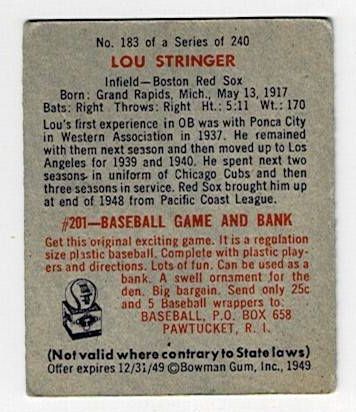 No. 183 of a Series of 240
LOU STRINGER
Infield—Boston Red Sox
Born: Grand Rapids, Mich., May 13, 1917
Bats: Right Throws: Right Ht.: 5:11 Wt.: 170
Lou's first experience in OB was with Ponca City
in Western Association in 1937. He remained
with them next season and then moved up to Los
Angeles for 1939 and 1940. He spent next two
seasons in uniform of Chicago Cubs and then
three seasons in service. Red Sox brought him up
at end of 1948 from Pacific Coast League.
#201—BASEBALL GAME AND BANK
Get this original exciting game. It is a regulation
size plastic baseball. Complete with plastic play-
ers and directions. Lots of fun. Can be used as a
bank. A swell ornament for the
den. Big bargain. Send only 25c
and 5 Baseball wrappers to:
BASEBALL, P.O. BOX 658
PAWTUCKET, R. I.
(Not valid where contrary to State laws)
Offer expires 12/31/49 ©Bowman Gum, Inc., 1949